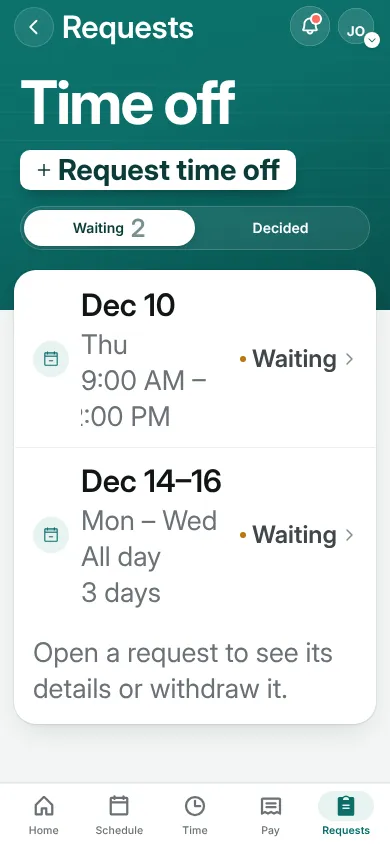 Requests
JO
Time off
+ Request time off
Waiting 2
Decided
Dec 10
Thu
9:00 AM –
:00 PM
Waiting
Dec 14–16
Mon – Wed
All day
3 days
Waiting
Open a request to see its
details or withdraw it.
Home
Schedule
Time
Pay
Requests